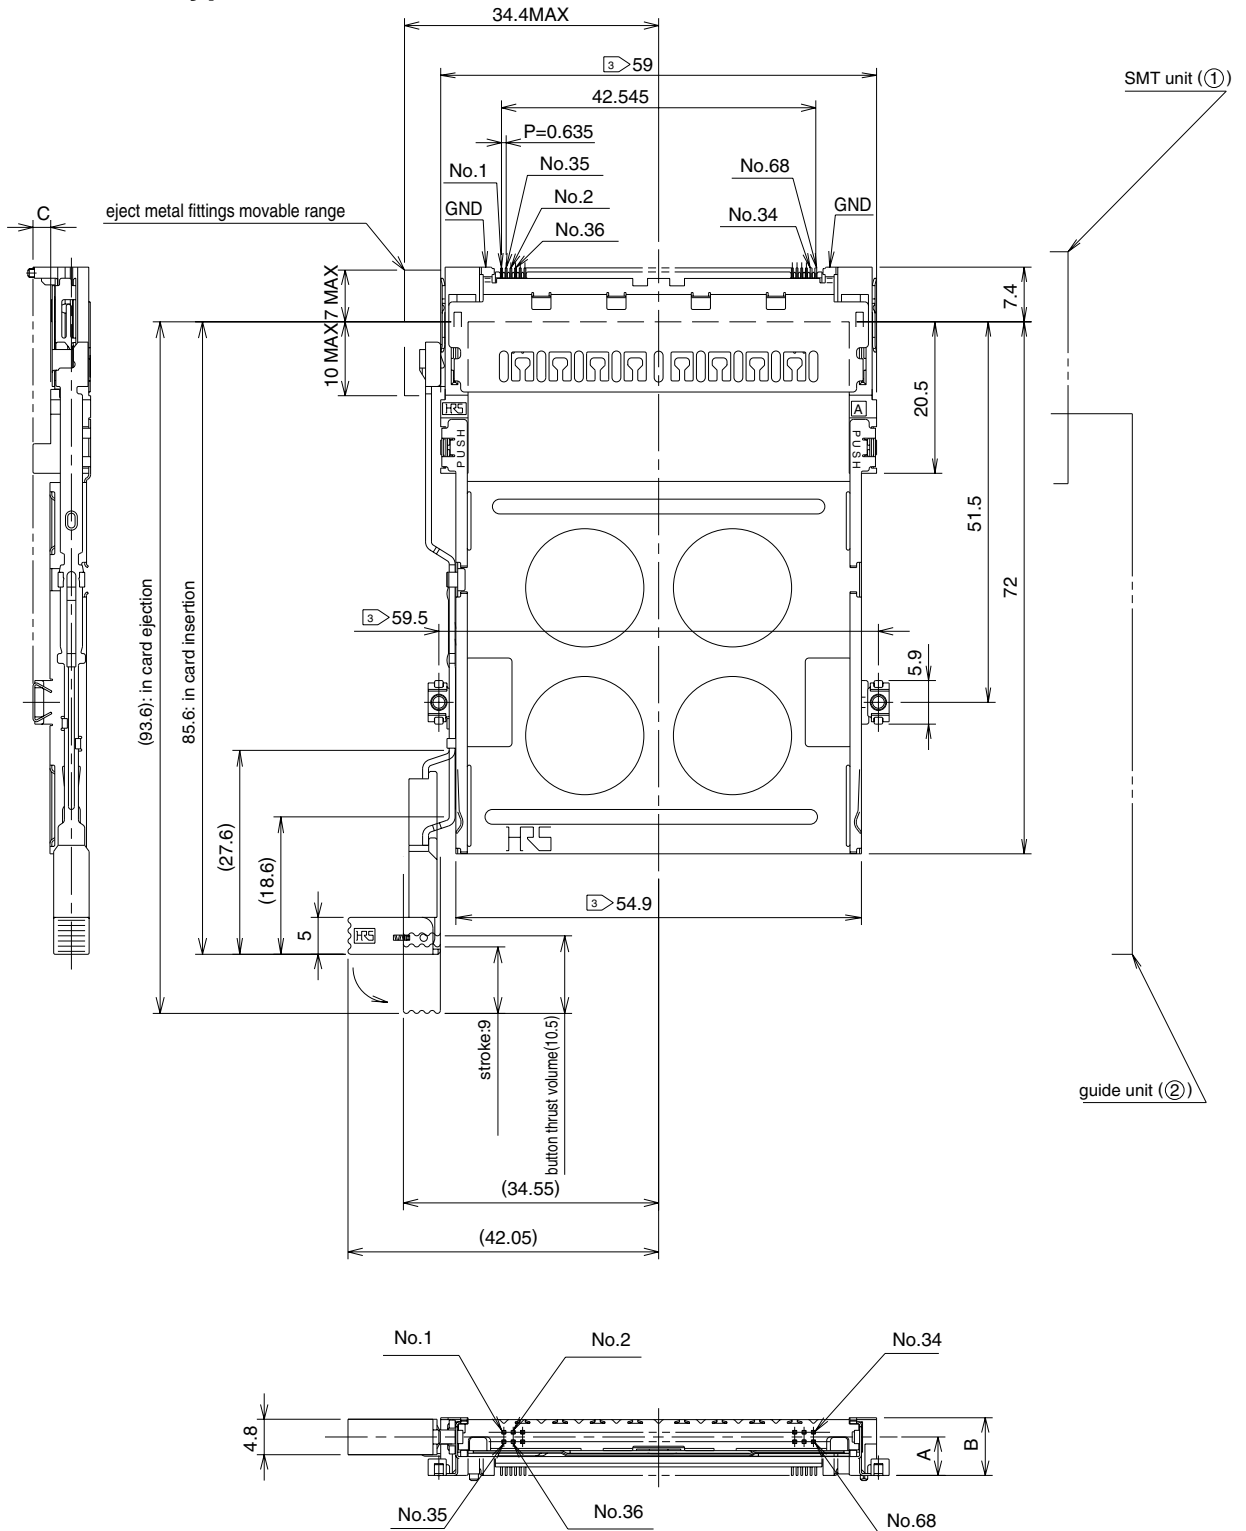 34.4MAX
3 59
SMT unit (①)
42.545
P=0.635
No.1
No.35
No.68
No.2
GND
GND
C
eject metal fittings movable range
No.36
No.34
7 MAX
7.4
10 MAX
HRS
A
20.5
PUSH
PUSH
51.5
72
(93.6): in card ejection
85.6: in card insertion
3 59.5
5.9
(27.6)
(18.6)
HRS
3 54.9
5
HRS
stroke:9
button thrust volume(10.5)
guide unit (②)
(34.55)
(42.05)
No.1
No.2
No.34
4.8
A
B
No.35
No.36
No.68